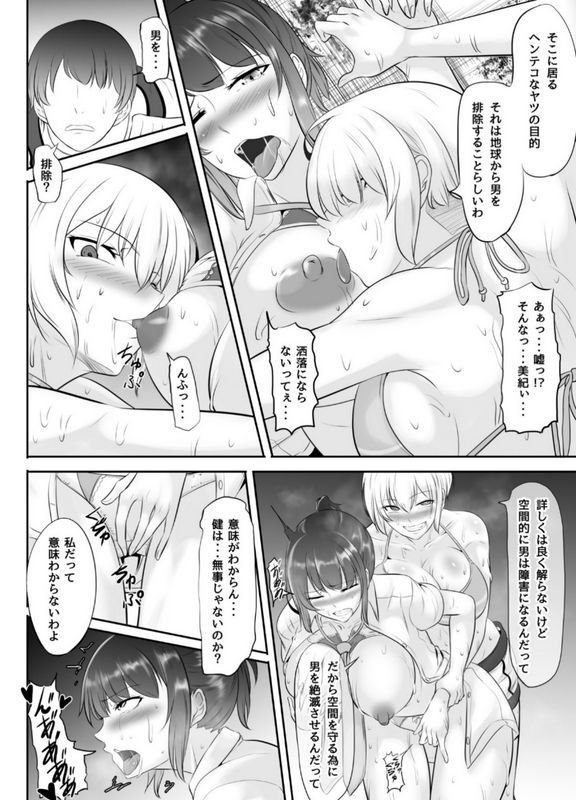 そこに居る
ヘンテコなヤツの目的
それは地球から男を
排除することらしいわ
男を・・・
排除？
あぁっ・・・嘘っ!?
そんなっ・・・美紀ぃ・・・
洒落になら
ないってぇ・・・
んふっ・・・
ちゅぷ
詳しくは良く解らないけど
空間的に男は障害になるんだって
だから空間を守る為に
男を絶滅させるんだって
意味がわからん・・・
健は・・無事じゃないのか？
ちゅぷ
私だって
意味わからないわよ